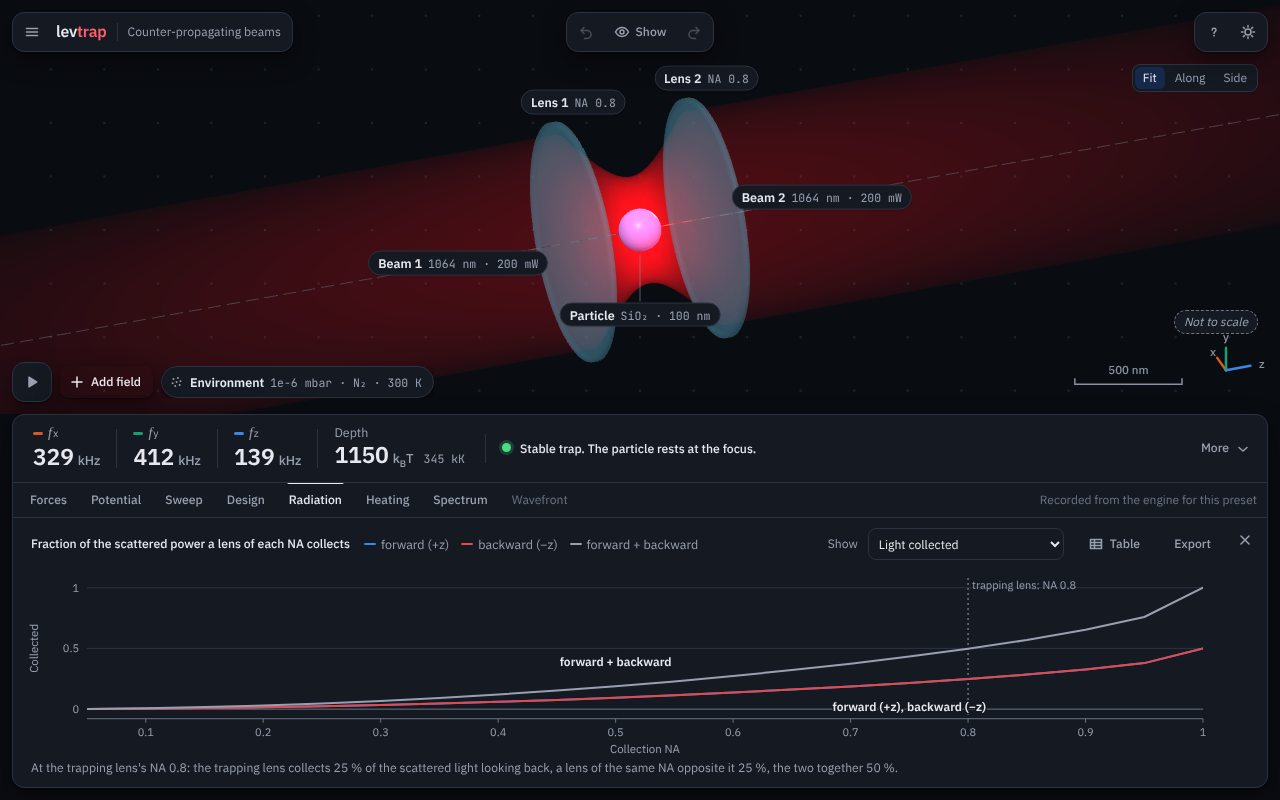 levtrap Counter-propagating beams
Show
?
Fit Along Side
Lens 2 NA 0.8
Lens 1 NA 0.8
Beam 2 1064 nm · 200 mW
Beam 1 1064 nm · 200 mW
Particle SiO₂ · 100 nm
Not to scale
y
x
z
500 nm
Add field
Environment 1e-6 mbar · N₂ · 300 K
fx
329 kHz
fy
412 kHz
fz
139 kHz
Depth
1150 kBT 345 kK
Stable trap. The particle rests at the focus.
More
Forces Potential Sweep Design Radiation Heating Spectrum Wavefront
Recorded from the engine for this preset
Fraction of the scattered power a lens of each NA collects
forward (+z) backward (−z) forward + backward
Show Light collected
Table
Export
trapping lens: NA 0.8
1
0.5
0
Collected
forward + backward
forward (+z), backward (−z)
0.1 0.2 0.3 0.4 0.5 0.6 0.7 0.8 0.9 1
Collection NA
At the trapping lens's NA 0.8: the trapping lens collects 25 % of the scattered light looking back, a lens of the same NA opposite it 25 %, the two together 50 %.